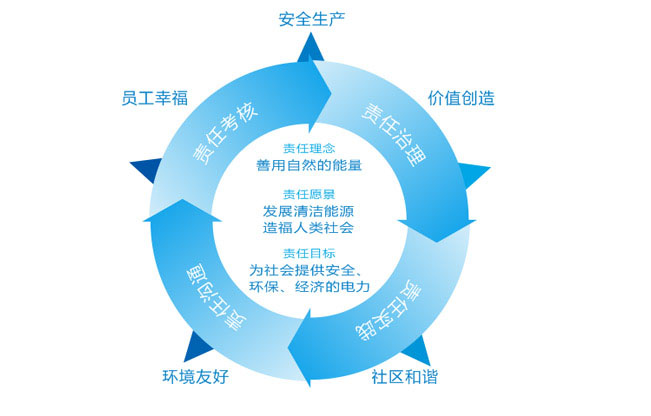 安全生产
员工幸福
价值创造
责任考核
责任治理
责任理念
善用自然的能量
责任愿景
发展清洁能源
造福人类社会
责任目标
为社会提供安全、
环保、经济的电力
责任沟通
责任实践
环境友好
社区和谐